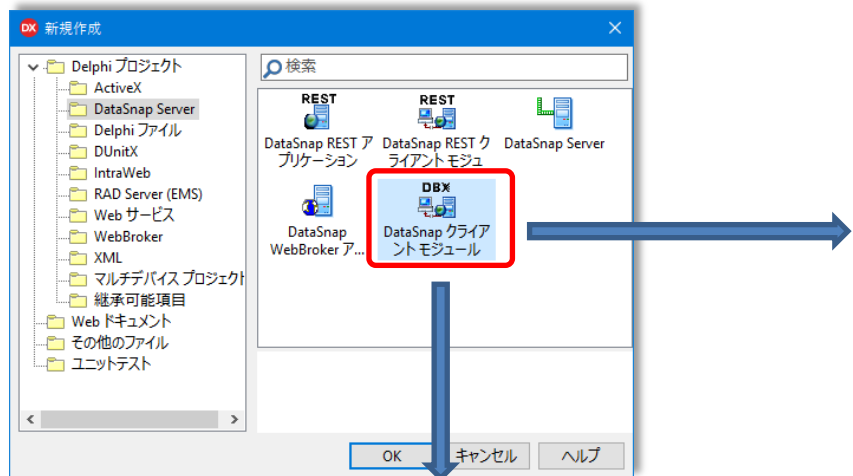 DX 新規作成
Delphi プロジェクト
ActiveX
DataSnap Server
Delphi ファイル
DUnitX
IntraWeb
RAD Server (EMS)
Web サービス
WebBroker
XML
マルチデバイス プロジェクト
継承可能項目
Web ドキュメント
その他のファイル
ユニットテスト
検索
REST
DataSnap REST ア
プリケーション
REST
DataSnap REST ク
ライアント モジュ
DataSnap Server
DataSnap
WebBroker ア...
DBX
DataSnap クライア
ント モジュール
OK
キャンセル
ヘルプ